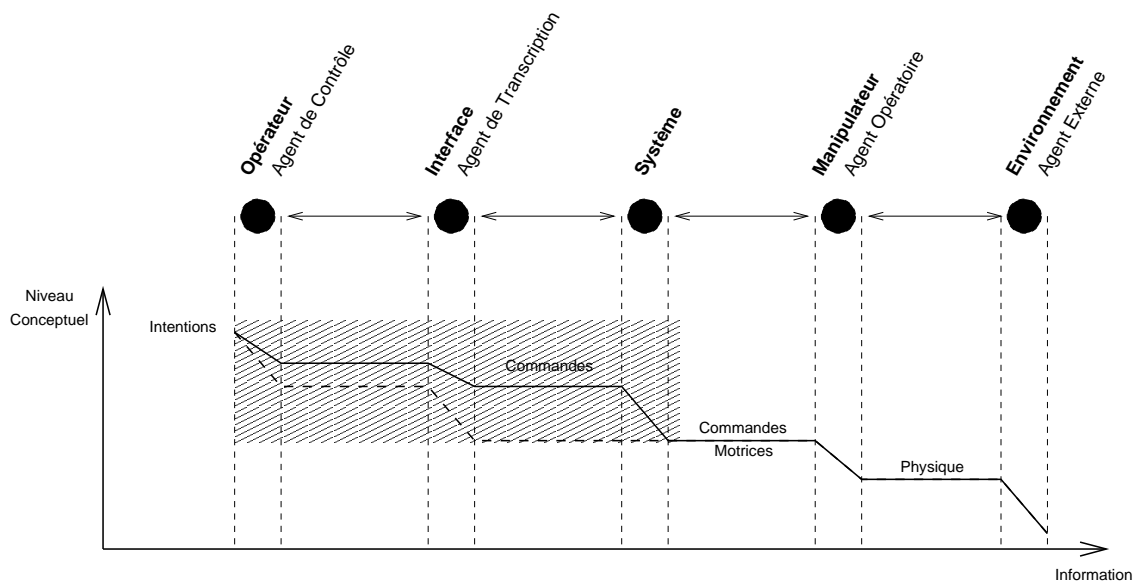 Opérateur
Agent de Contrôle
Interface
Agent de Transcription
Système
Manipulateur
Agent Opératoire
Environnement
Agent Externe
Niveau
Conceptuel
Intentions
Commandes
Commandes
Motrices
Physique
Information